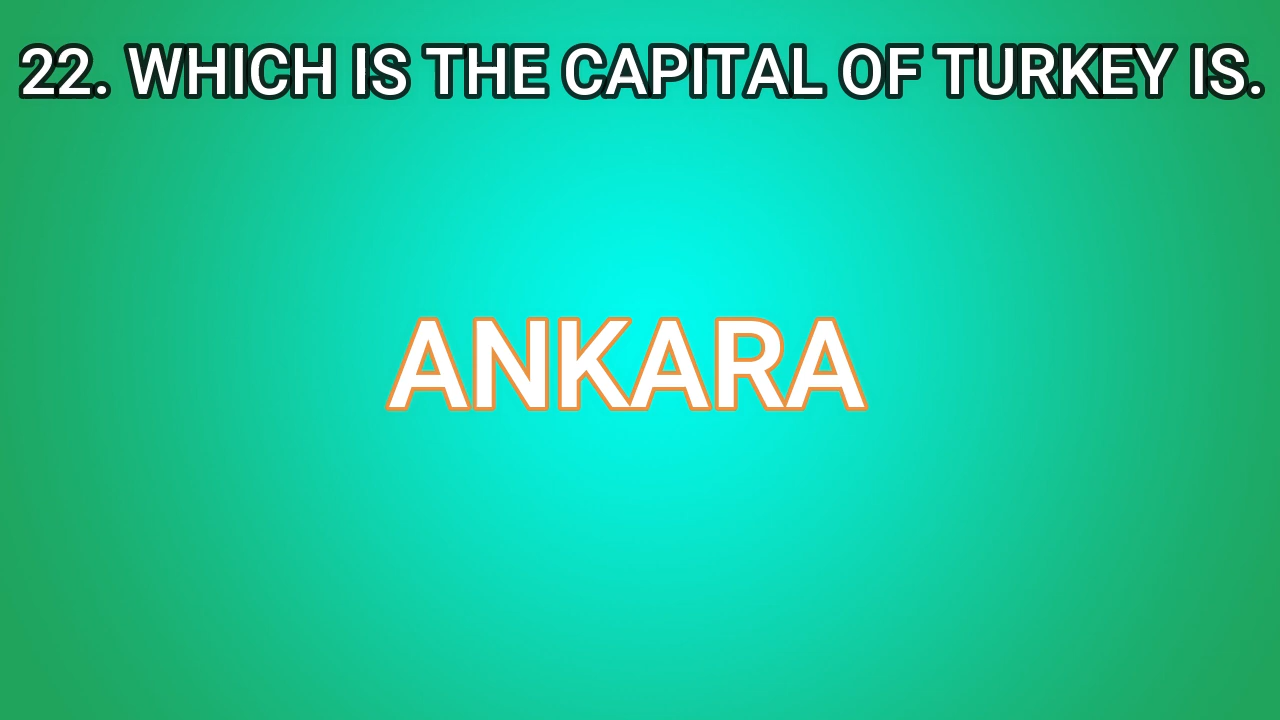 22. WHICH IS THE CAPITAL OF TURKEY IS.
ANKARA